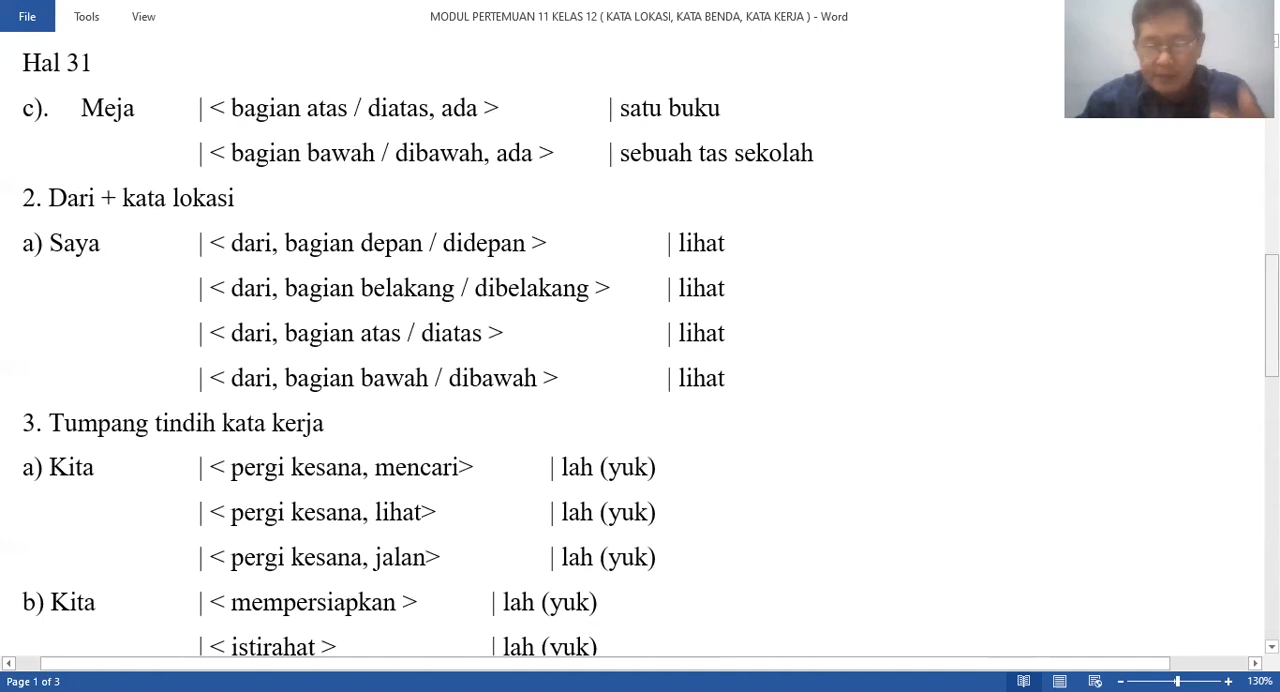 File Tools View MODUL PERTEMUAN 11 KELAS 12 ( KATA LOKASI, KATA BENDA, KATA KERJA ) - Word
Hal 31
c). Meja | < bagian atas / diatas, ada > | satu buku
| < bagian bawah / dibawah, ada > | sebuah tas sekolah
2. Dari + kata lokasi
a) Saya | < dari, bagian depan / didepan > | lihat
| < dari, bagian belakang / dibelakang > | lihat
| < dari, bagian atas / diatas > | lihat
| < dari, bagian bawah / dibawah > | lihat
3. Tumpang tindih kata kerja
a) Kita | < pergi kesana, mencari> | lah (yuk)
| < pergi kesana, lihat> | lah (yuk)
| < pergi kesana, jalan> | lah (yuk)
b) Kita | < mempersiapkan > | lah (yuk)
| < istirahat > | lah (yuk)
Page 1 of 3 130%